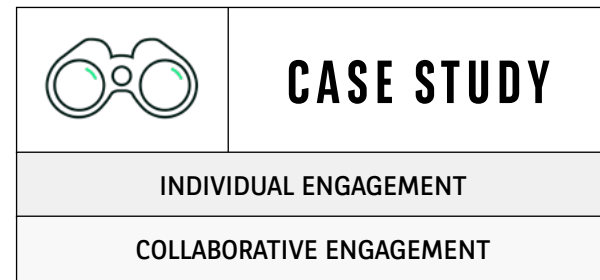 CASE STUDY
INDIVIDUAL ENGAGEMENT
COLLABORATIVE ENGAGEMENT